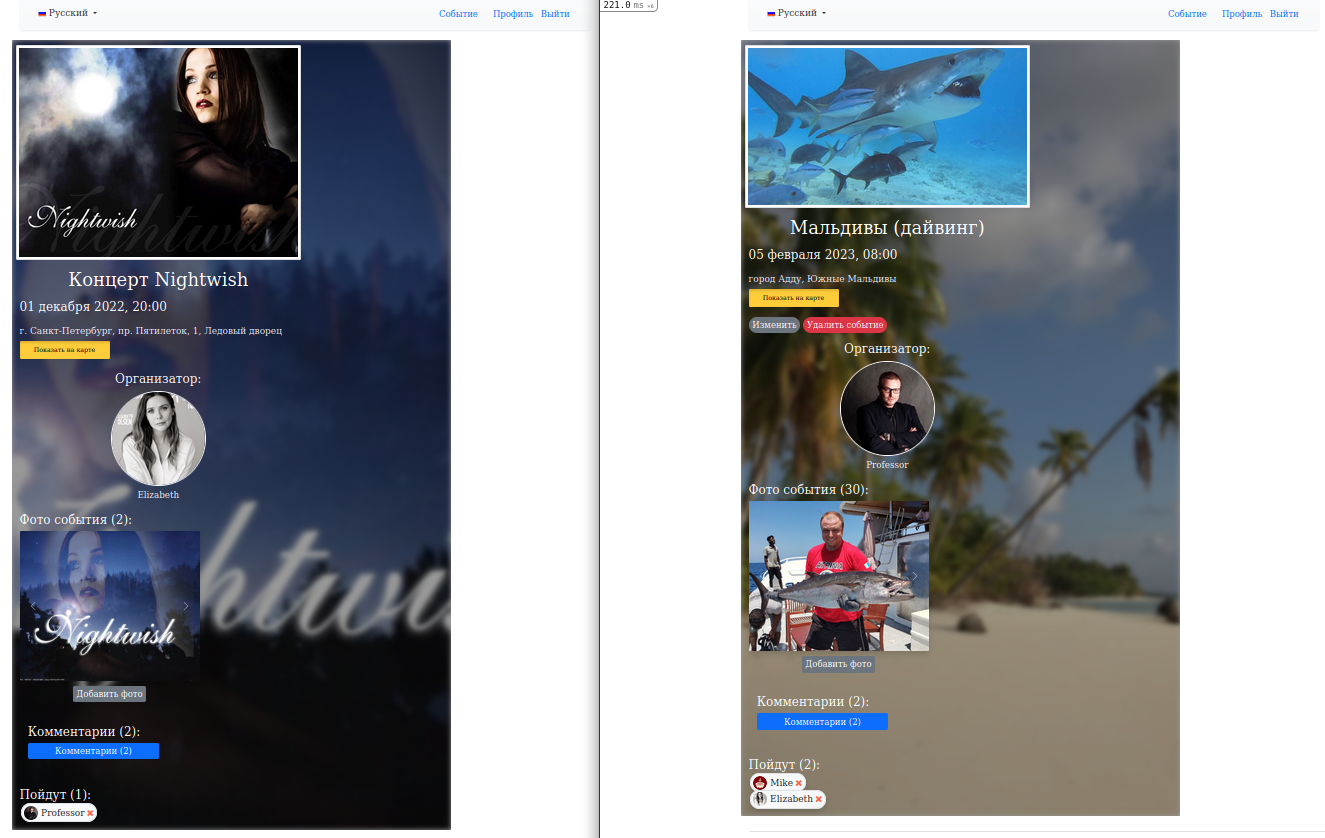 Русский
Событие Профиль Выйти
Nightwish
Концерт Nightwish
01 декабря 2022, 20:00
г. Санкт-Петербург, пр. Пятилеток, 1, Ледовый дворец
Показать на карте
Организатор:
Elizabeth
Фото события (2):
Nightwish
Добавить фото
Комментарии (2):
Комментарии (2)
Пойдут (1):
Professor
221.0 ms ×6
Русский
Событие Профиль Выйти
Мальдивы (дайвинг)
05 февраля 2023, 08:00
город Адду, Южные Мальдивы
Показать на карте
Изменить Удалить событие
Организатор:
Professor
Фото события (30):
Добавить фото
Комментарии (2):
Комментарии (2)
Пойдут (2):
Mike
Elizabeth